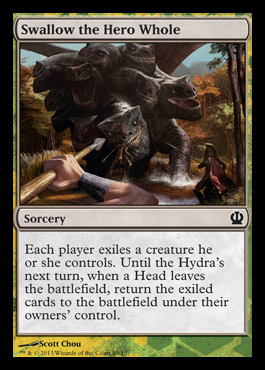 Swallow the Hero Whole
Sorcery
Each player exiles a creature he
or she controls. Until the Hydra's
next turn, when a Head leaves
the battlefield, return the exiled
cards to the battlefield under their
owners' control.
Scott Chou
™ & © 2013 Wizards of the Coast